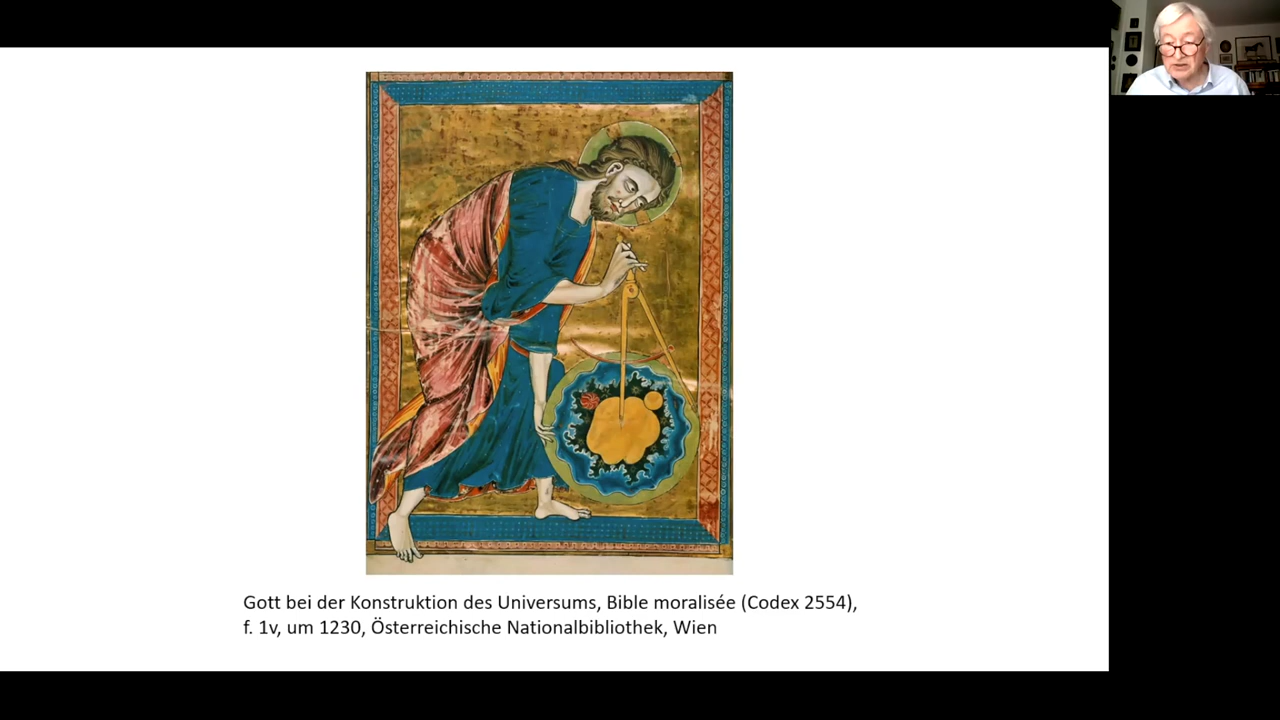 Gott bei der Konstruktion des Universums, Bible moralisée (Codex 2554),
f. 1v, um 1230, Österreichische Nationalbibliothek, Wien